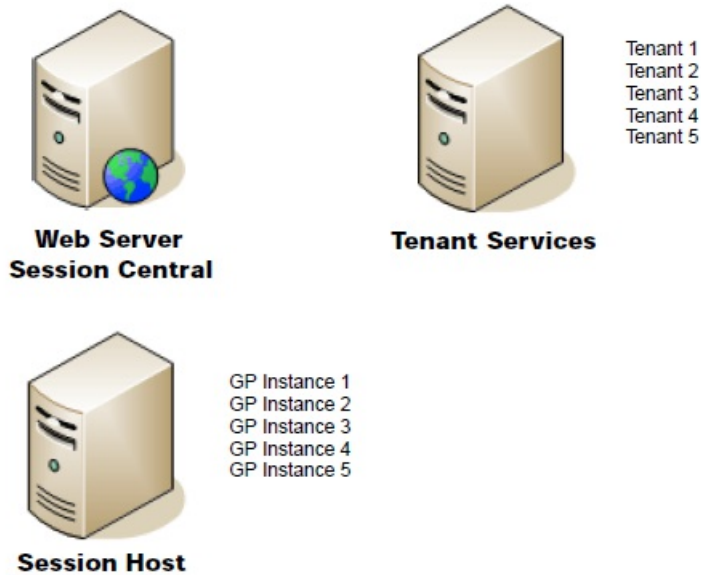 Web Server
Session Central
Tenant Services
Tenant 1
Tenant 2
Tenant 3
Tenant 4
Tenant 5
Session Host
GP Instance 1
GP Instance 2
GP Instance 3
GP Instance 4
GP Instance 5